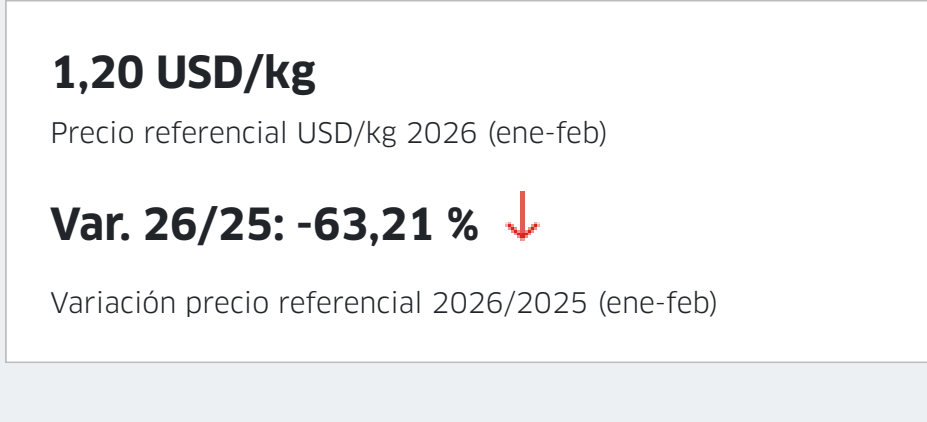 1,20 USD/kg
Precio referencial USD/kg 2026 (ene-feb)
Var. 26/25: -63,21 %
Variación precio referencial 2026/2025 (ene-feb)